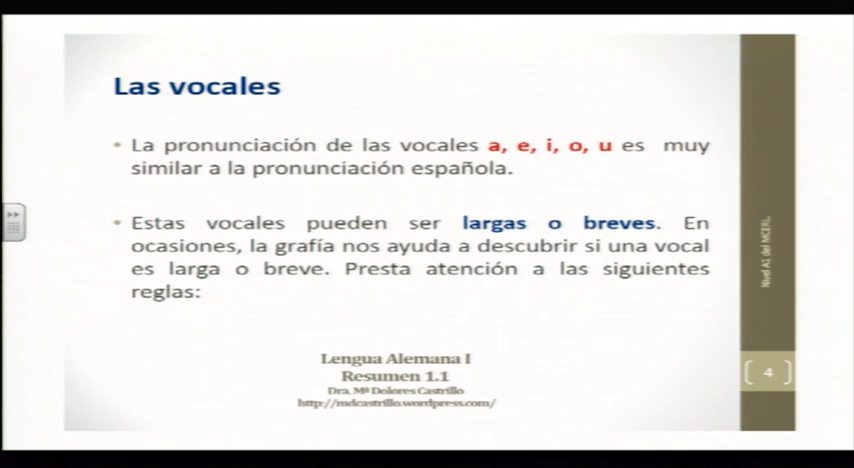 Las vocales
• La pronunciación de las vocales a, e, i, o, u es muy
similar a la pronunciación española.
• Estas vocales pueden ser largas o breves. En
ocasiones, la grafía nos ayuda a descubrir si una vocal
es larga o breve. Presta atención a las siguientes
reglas:
Nivel A1 del MCERL.
Lengua Alemana I
Resumen 1.1
Dra. Mª Dolores Castrillo
http://mdcastrillo.wordpress.com/
4